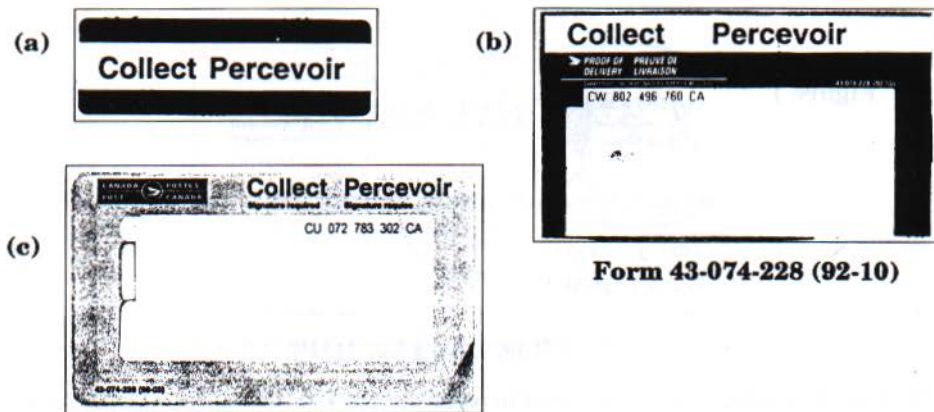 (a)
Collect Percevoir
(b)
Collect Percevoir
PROOF OF PREUVE DE
DELIVERY LIVRAISON
CW 802 496 760 CA
Form 43-074-228 (92-10)
(c)
CANADA POSTES
POST CANADA
Collect Percevoir
Signature required Signature requise
CU 072 783 302 CA